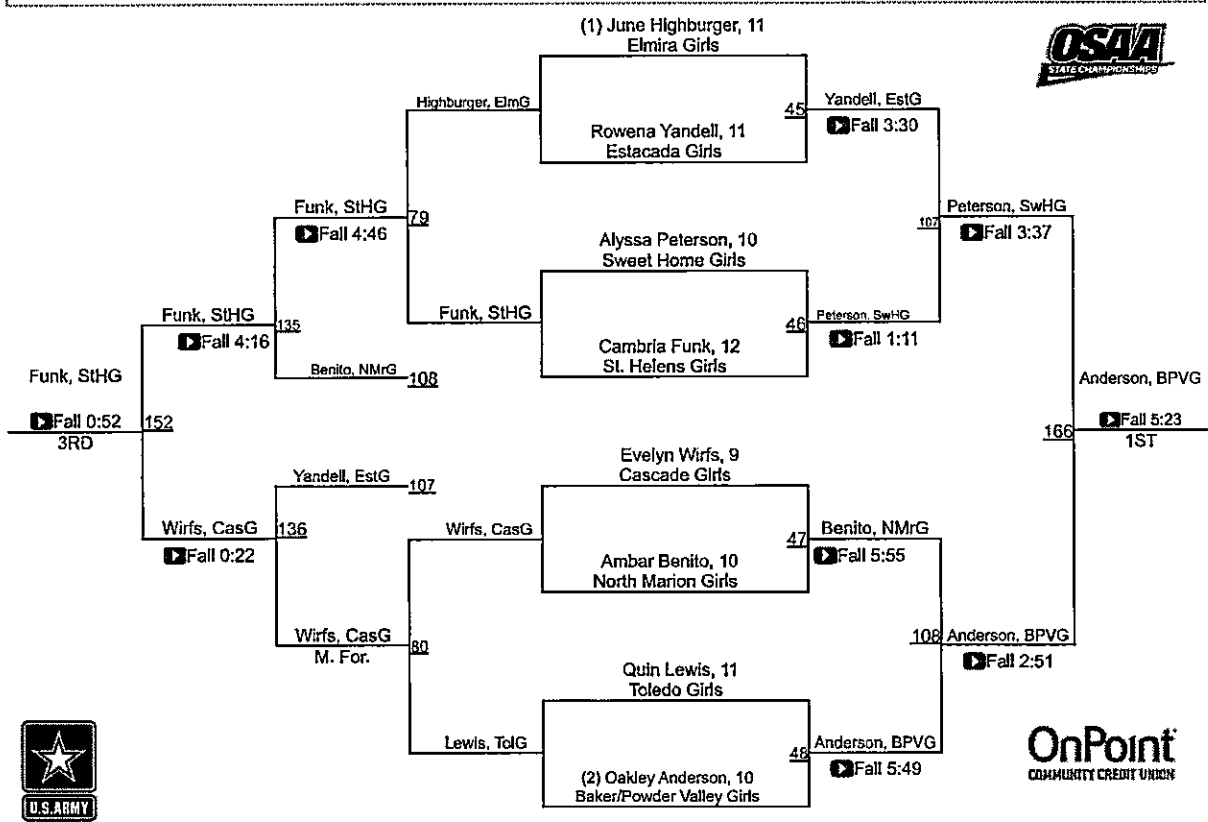 (1) June Highburger, 11
Elmira Girls
OSAA
STATE CHAMPIONSHIPS
Highburger, ElmG
45
Yandell, EstG
Fall 3:30
Rowena Yandell, 11
Estacada Girls
Funk, StHG
79
Fall 4:46
107
Peterson, SwHG
Fall 3:37
Alyssa Peterson, 10
Sweet Home Girls
Funk, StHG
135
Fall 4:16
Funk, StHG
46
Peterson, SwHG
Fall 1:11
Cambria Funk, 12
St. Helens Girls
Benito, NMrG
108
Funk, StHG
Fall 0:52
3RD
152
Anderson, BPVG
166
Fall 5:23
1ST
Evelyn Wirfs, 9
Cascade Girls
Yandell, EstG
107
Wirfs, CasG
136
Fall 0:22
Wirfs, CasG
47
Benito, NMrG
Fall 5:55
Ambar Benito, 10
North Marion Girls
Wirfs, CasG
M. For.
80
108
Anderson, BPVG
Fall 2:51
Quin Lewis, 11
Toledo Girls
Lewis, TolG
48
Anderson, BPVG
Fall 5:49
(2) Oakley Anderson, 10
Baker/Powder Valley Girls
U.S.ARMY
OnPoint
COMMUNITY CREDIT UNION